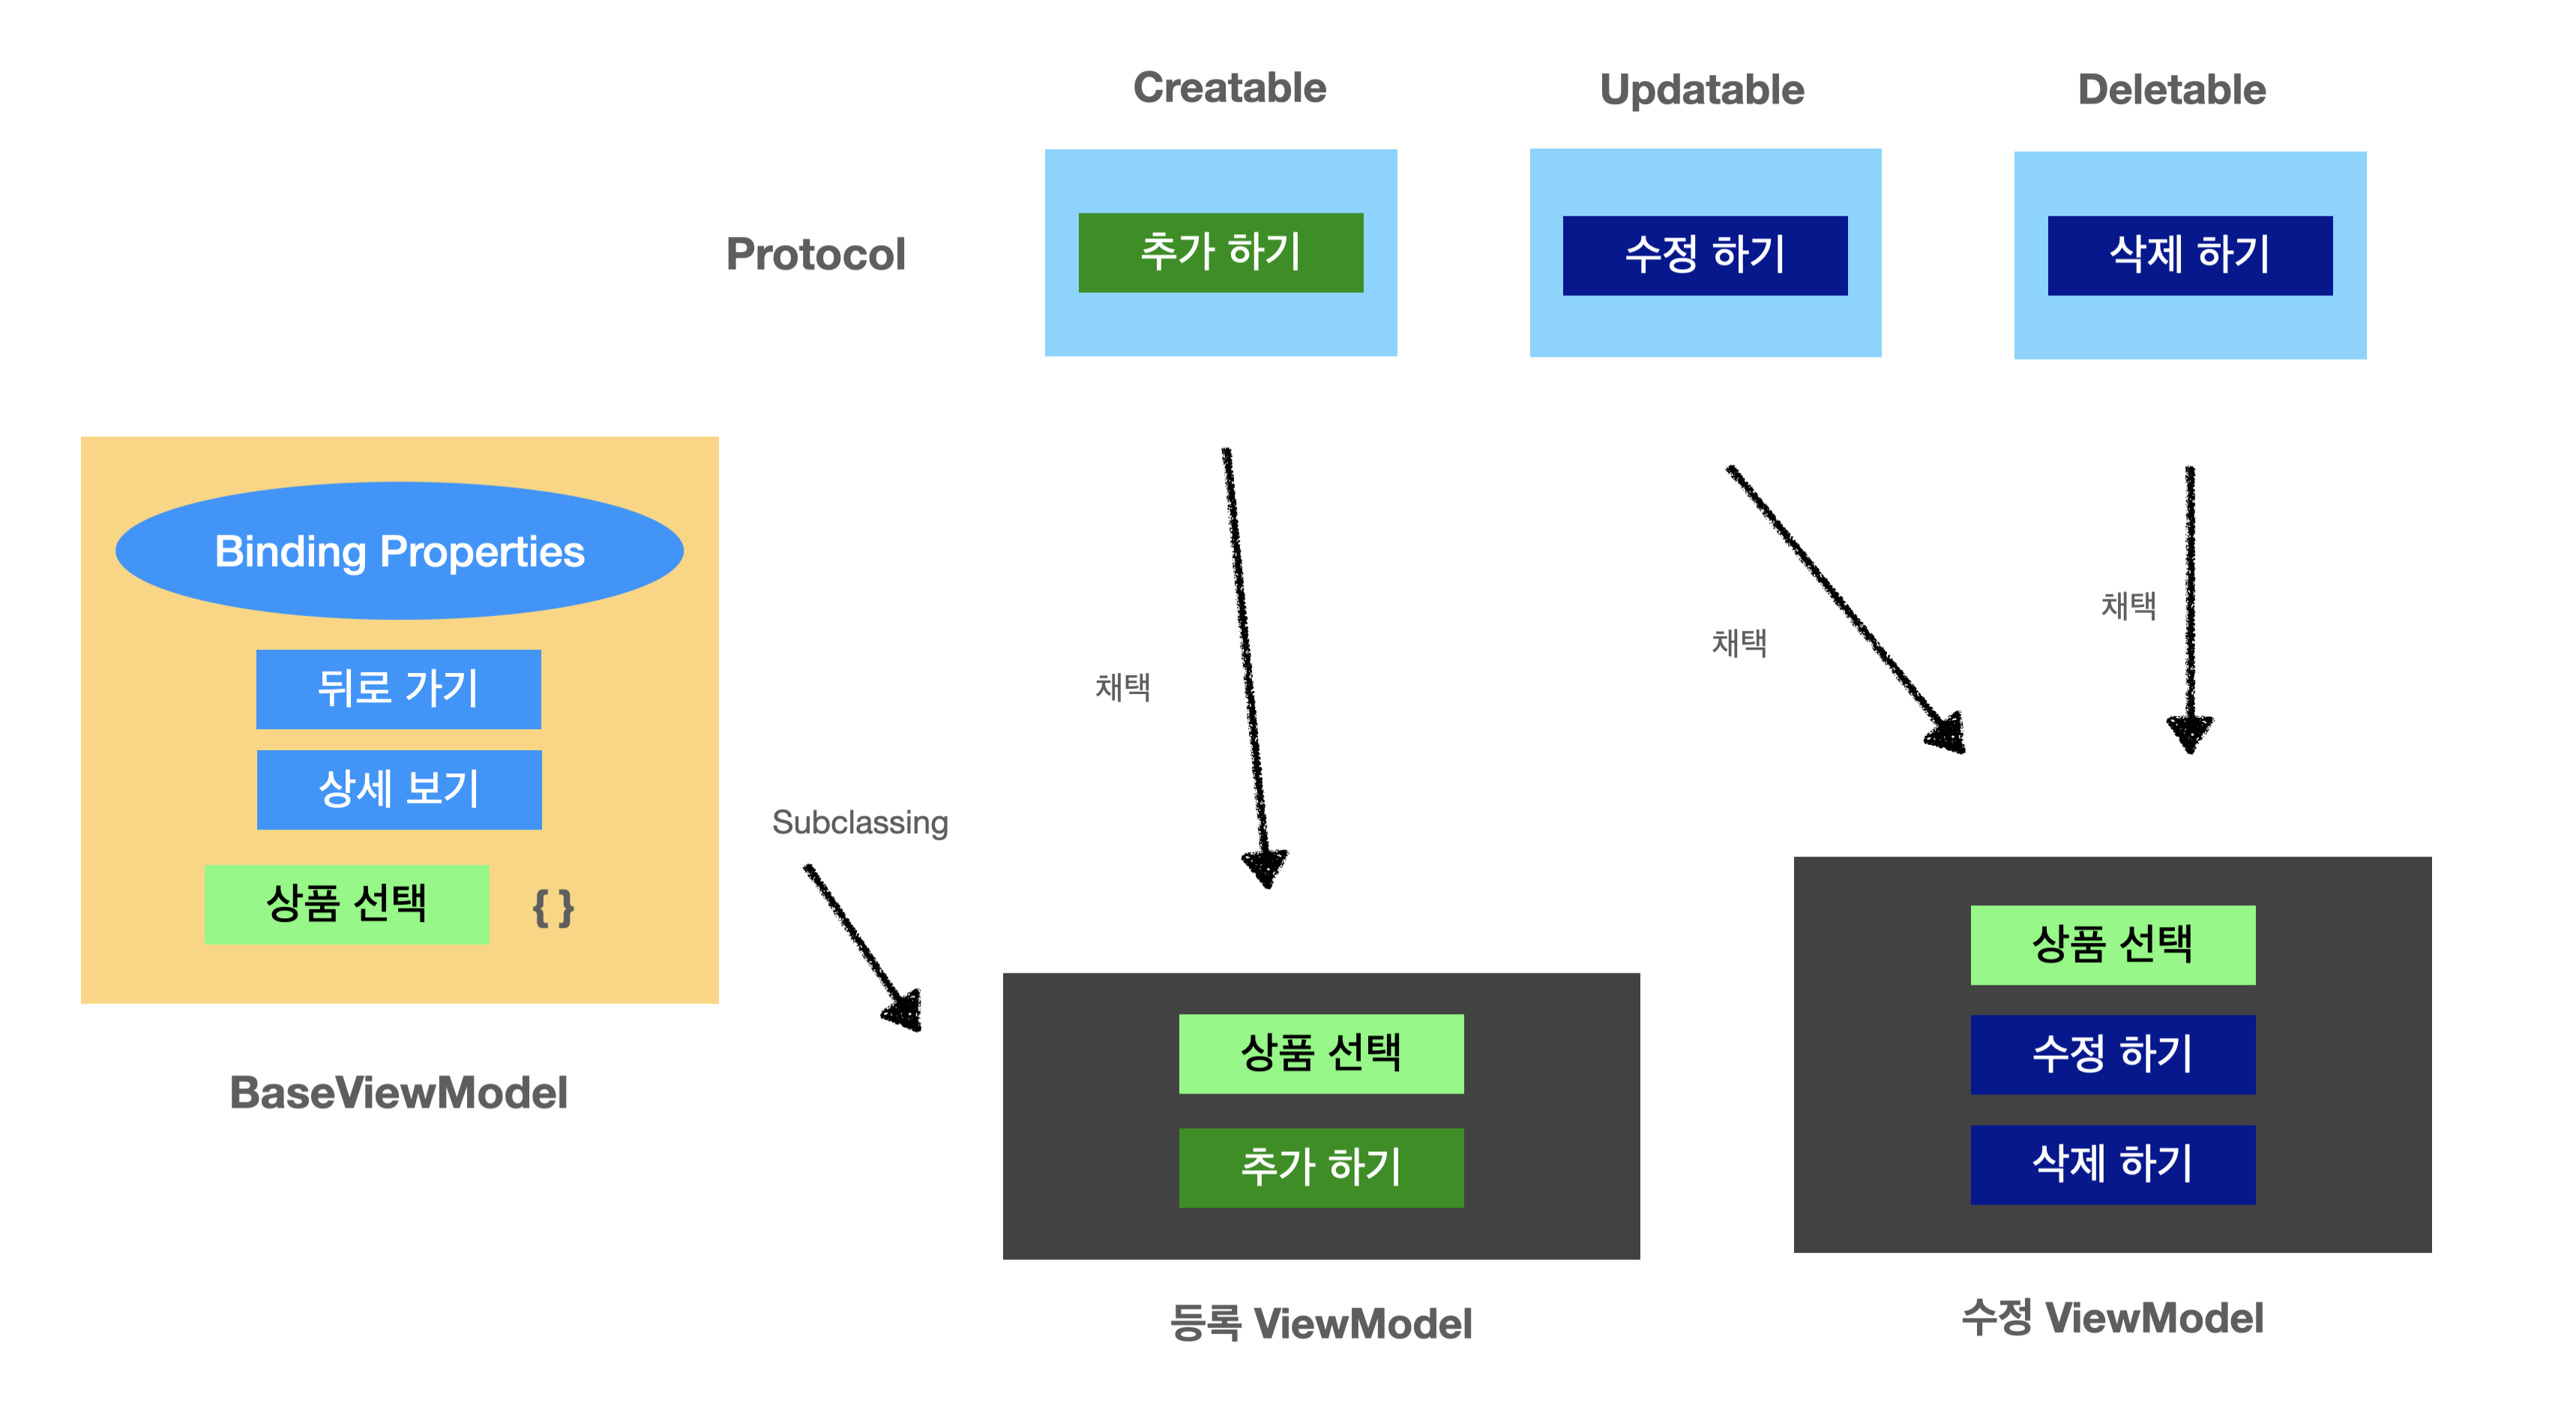 Creatable
Updatable
Deletable
Protocol
추가 하기
수정 하기
삭제 하기
Binding Properties
뒤로 가기
상세 보기
상품 선택
{ }
BaseViewModel
Subclassing
채택
채택
채택
상품 선택
추가 하기
등록 ViewModel
상품 선택
수정 하기
삭제 하기
수정 ViewModel